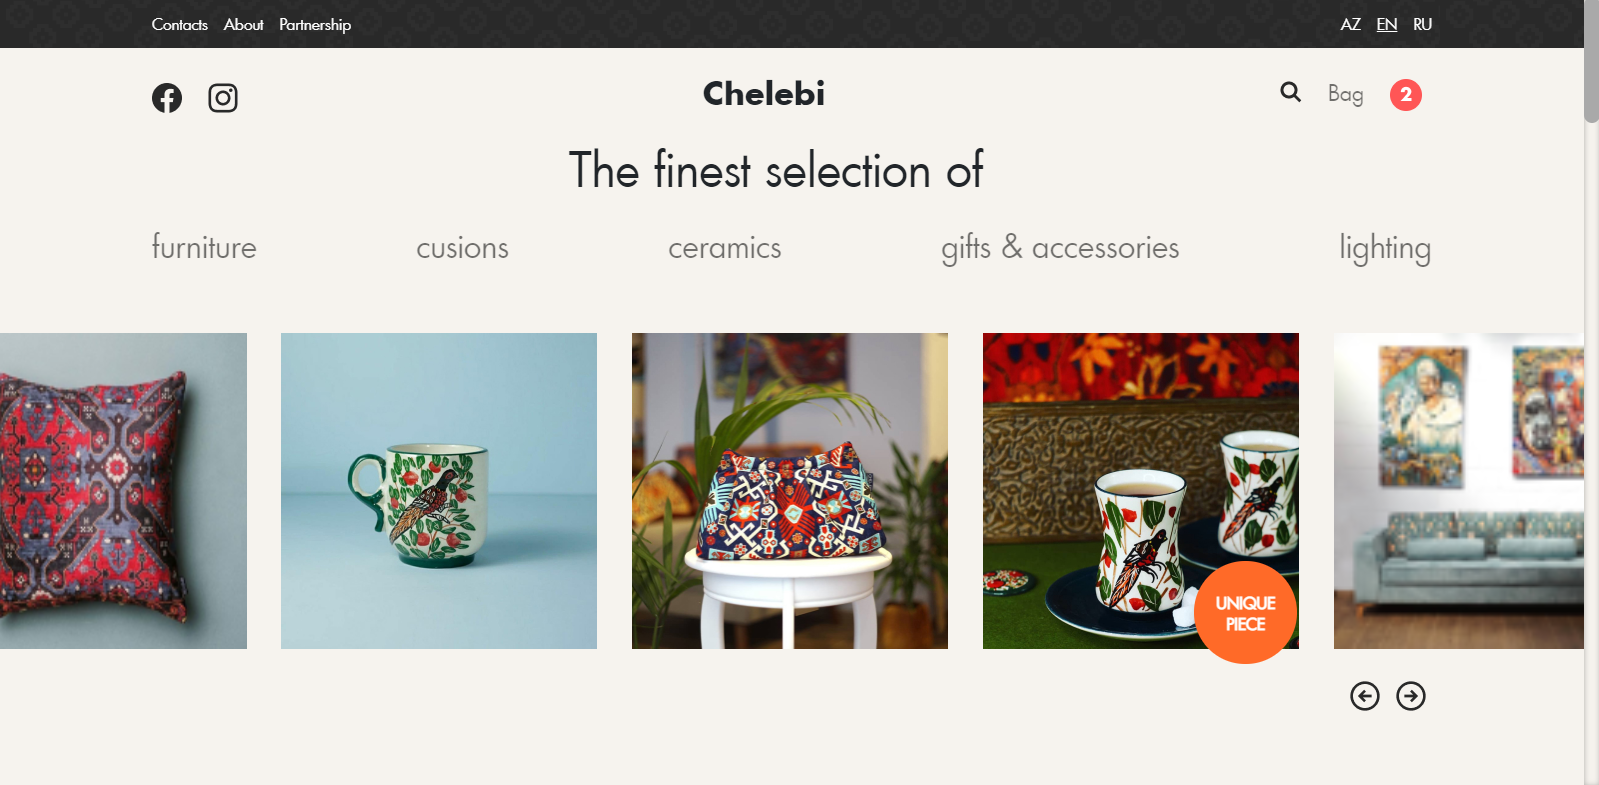 Contacts About Partnership AZ EN RU
Chelebi Bag 2
The finest selection of
furniture cusions ceramics gifts & accessories lighting
UNIQUE
PIECE